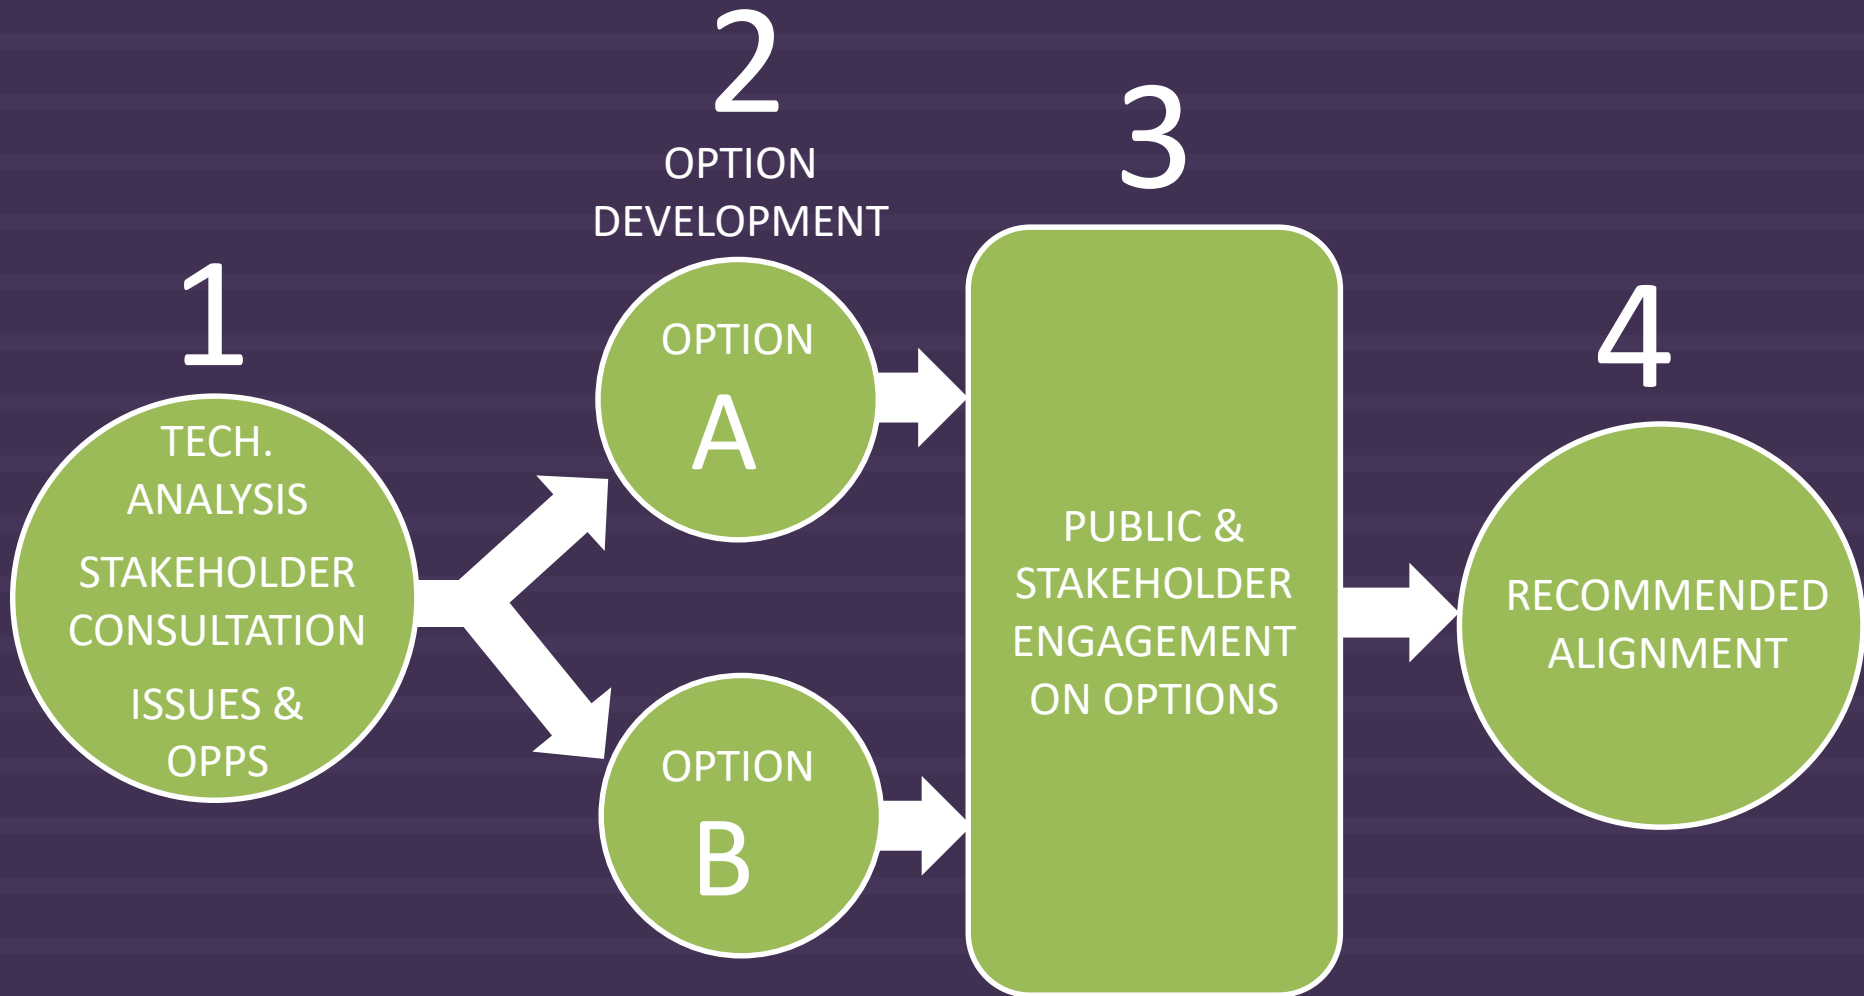 1
TECH.
ANALYSIS
STAKEHOLDER
CONSULTATION
ISSUES &
OPPS
2
OPTION
DEVELOPMENT
OPTION
A
OPTION
B
3
PUBLIC &
STAKEHOLDER
ENGAGEMENT
ON OPTIONS
4
RECOMMENDED
ALIGNMENT